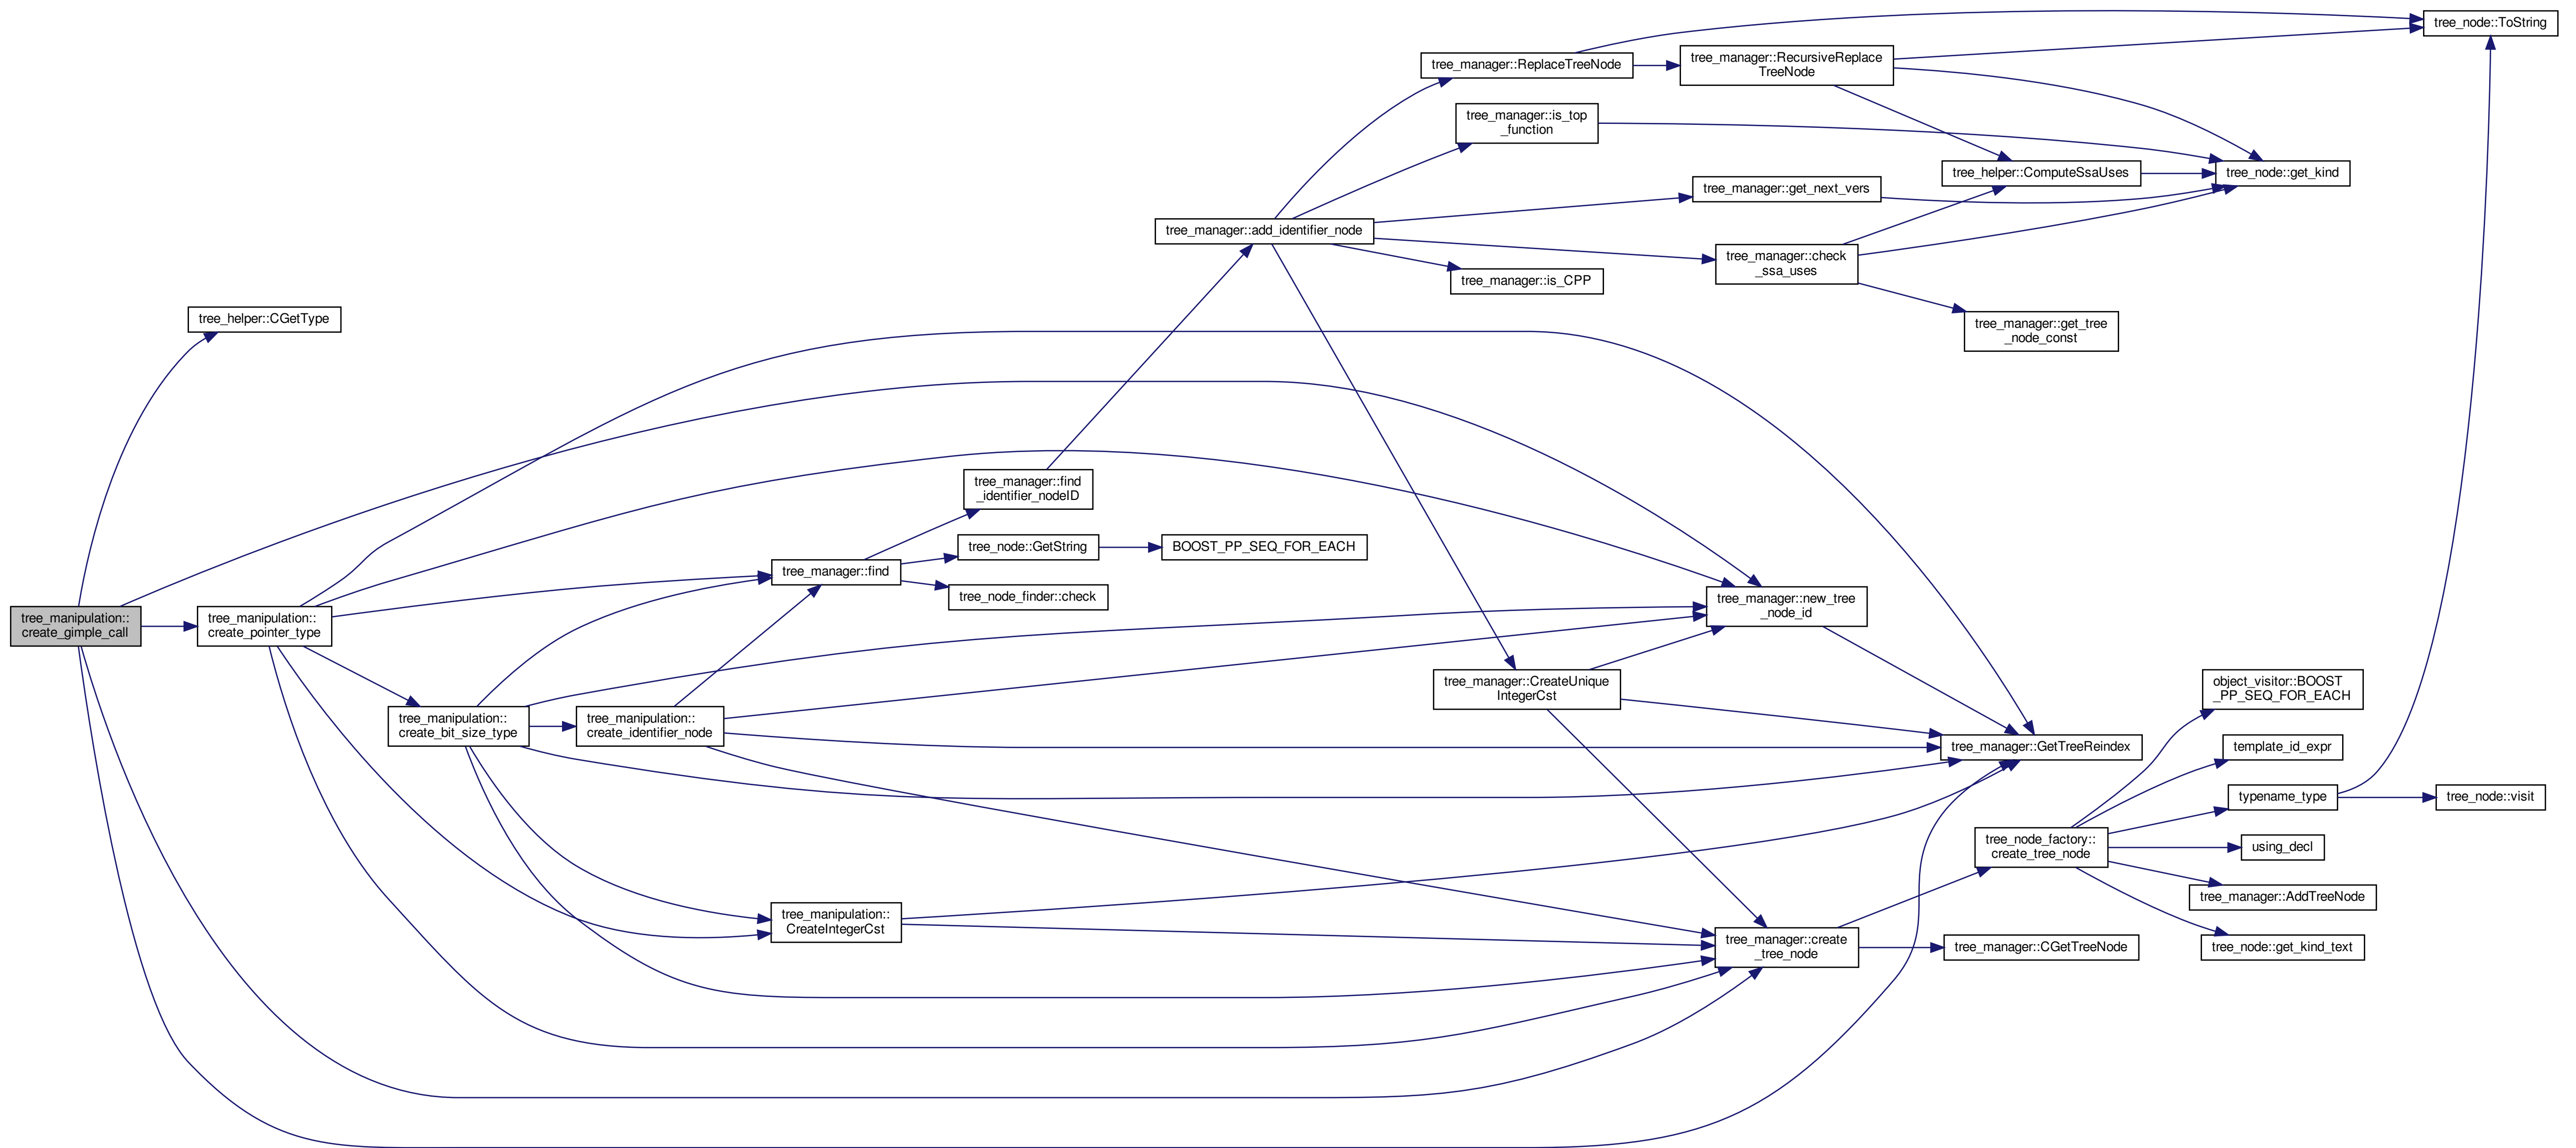 tree_node::ToString
tree_manager::ReplaceTreeNode
tree_manager::RecursiveReplace
TreeNode
tree_manager::is_top
_function
tree_helper::ComputeSsaUses
tree_node::get_kind
tree_manager::get_next_vers
tree_manager::add_identifier_node
tree_manager::check
_ssa_uses
tree_manager::is_CPP
tree_helper::CGetType
tree_manager::get_tree
_node_const
tree_manager::find
_identifier_nodeID
tree_node::GetString
BOOST_PP_SEQ_FOR_EACH
tree_manager::find
tree_node_finder::check
tree_manager::new_tree
_node_id
tree_manipulation::
create_gimple_call
tree_manipulation::
create_pointer_type
tree_manager::CreateUnique
IntegerCst
object_visitor::BOOST
_PP_SEQ_FOR_EACH
tree_manipulation::
create_bit_size_type
tree_manipulation::
create_identifier_node
tree_manager::GetTreeReindex
template_id_expr
typename_type
tree_node::visit
tree_node_factory::
create_tree_node
using_decl
tree_manager::AddTreeNode
tree_manipulation::
CreateIntegerCst
tree_manager::create
_tree_node
tree_manager::CGetTreeNode
tree_node::get_kind_text